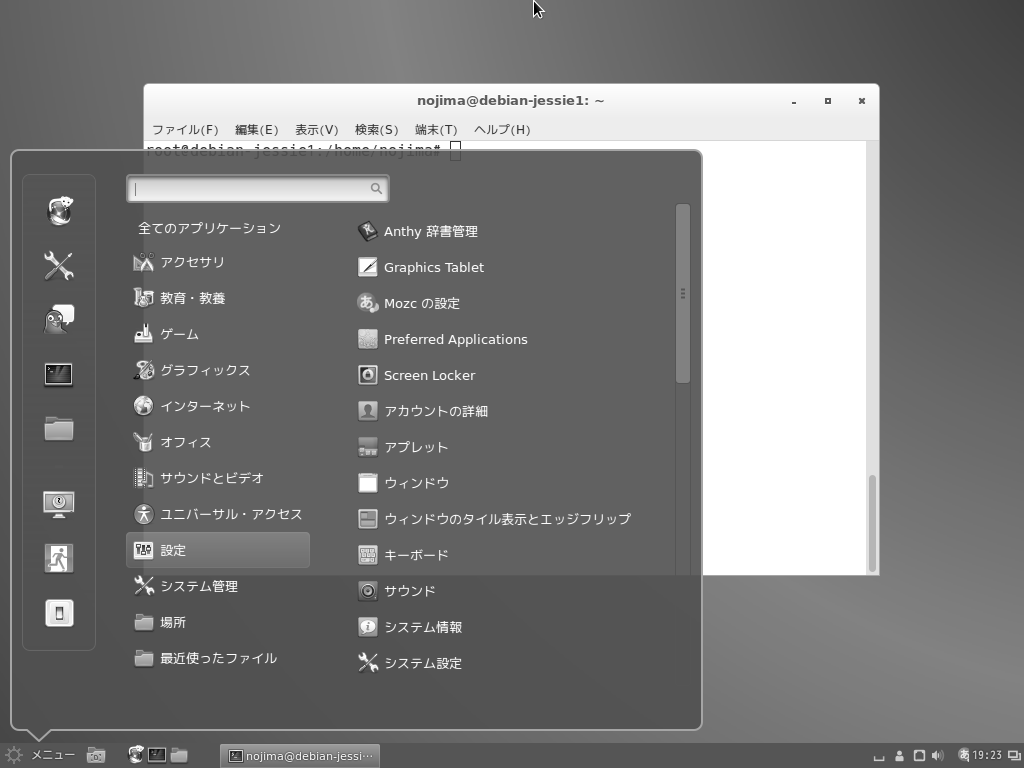 nojima@debian-jessie1: ~
ファイル(F) 編集(E) 表示(V) 検索(S) 端末(T) ヘルプ(H)
root@debian-jessie1:/home/nojima#
全てのアプリケーション
アクセサリ
教育・教養
ゲーム
グラフィックス
インターネット
オフィス
サウンドとビデオ
ユニバーサル・アクセス
設定
システム管理
場所
最近使ったファイル
Anthy 辞書管理
Graphics Tablet
Mozc の設定
Preferred Applications
Screen Locker
アカウントの詳細
アプレット
ウィンドウ
ウィンドウのタイル表示とエッジフリップ
キーボード
サウンド
システム情報
システム設定
メニュー nojima@debian-jessi… あ 19:23